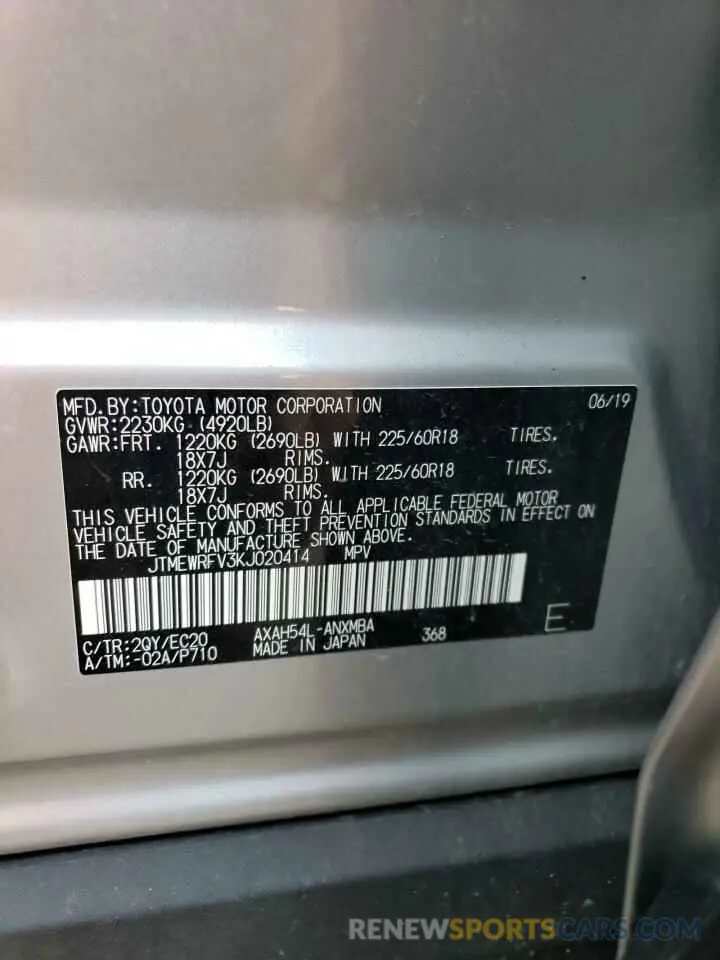 MFD.BY:TOYOTA MOTOR CORPORATION 06/19
GVWR:2230KG (4920LB)
GAWR:FRT. 1220KG (2690LB) WITH 225/60R18 TIRES.
18X7J RIMS.
RR. 1220KG (2690LB) WITH 225/60R18 TIRES.
18X7J RIMS.
THIS VEHICLE CONFORMS TO ALL APPLICABLE FEDERAL MOTOR
VEHICLE SAFETY AND THEFT PREVENTION STANDARDS IN EFFECT ON
THE DATE OF MANUFACTURE SHOWN ABOVE.
JTMEWRFV3KJ020414 MPV
C/TR:2QY/EC20 AXAH54L-ANXMBA 368 E
A/TM:-02A/P710 MADE IN JAPAN
RENEWSPORTSCARS.COM